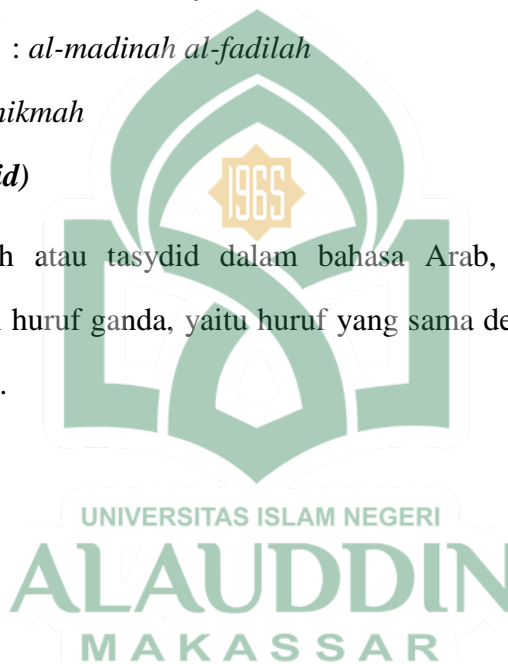 : al-madinah al-fadilah
hikmah
id)
1965
h atau tasydid dalam bahasa Arab,
huruf ganda, yaitu huruf yang sama de
.
UNIVERSITAS ISLAM NEGERI
ALAUDDIN
MAKASSAR